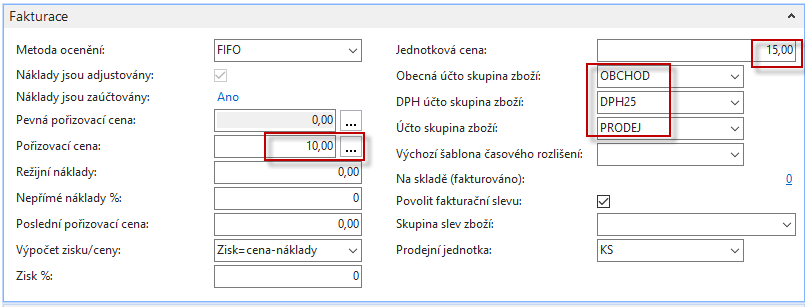 Fakturace
Metoda ocenění: FIFO
Náklady jsou adjustovány:
Náklady jsou zaúčtovány: Ano
Pevná pořizovací cena: 0,00 ...
Pořizovací cena: 10,00 ...
Režijní náklady: 0,00
Nepřímé náklady %: 0
Poslední pořizovací cena: 0,00
Výpočet zisku/ceny: Zisk=cena-náklady
Zisk %: 0
Jednotková cena: 15,00
Obecná účto skupina zboží: OBCHOD
DPH účto skupina zboží: DPH25
Účto skupina zboží: PRODEJ
Výchozí šablona časového rozlišení:
Na skladě (fakturováno): 0
Povolit fakturační slevu:
Skupina slev zboží:
Prodejní jednotka: KS